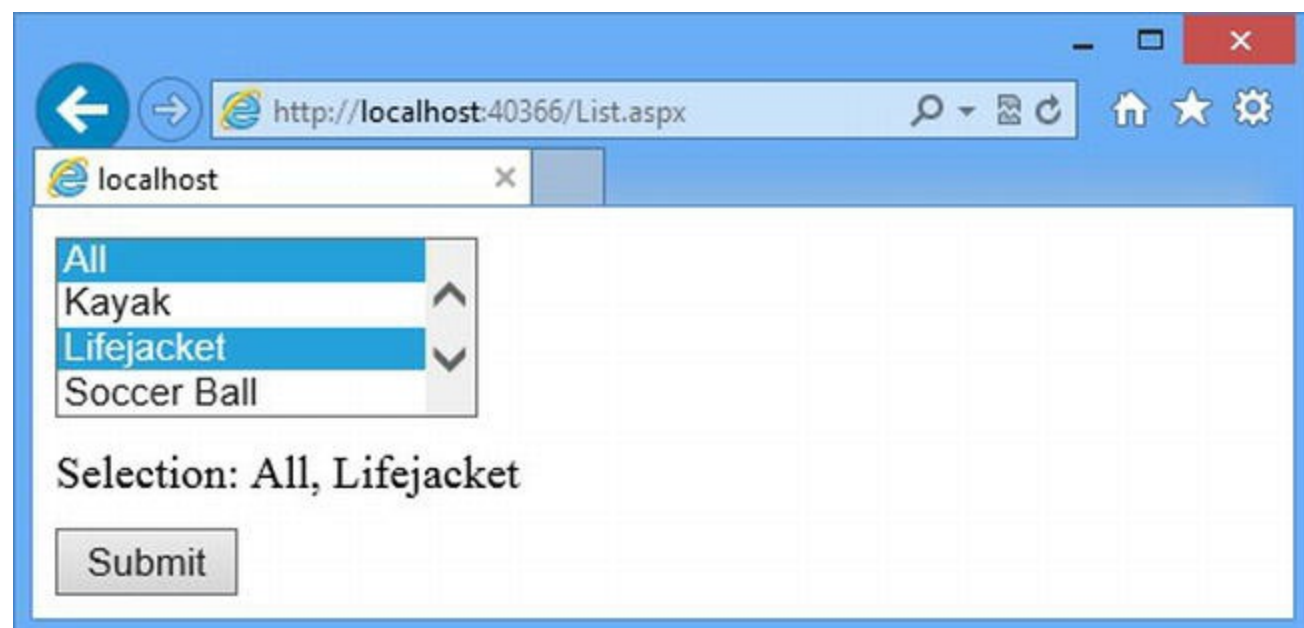 http://localhost:40366/List.aspx
localhost
All
Kayak
Lifejacket
Soccer Ball
Selection: All, Lifejacket
Submit